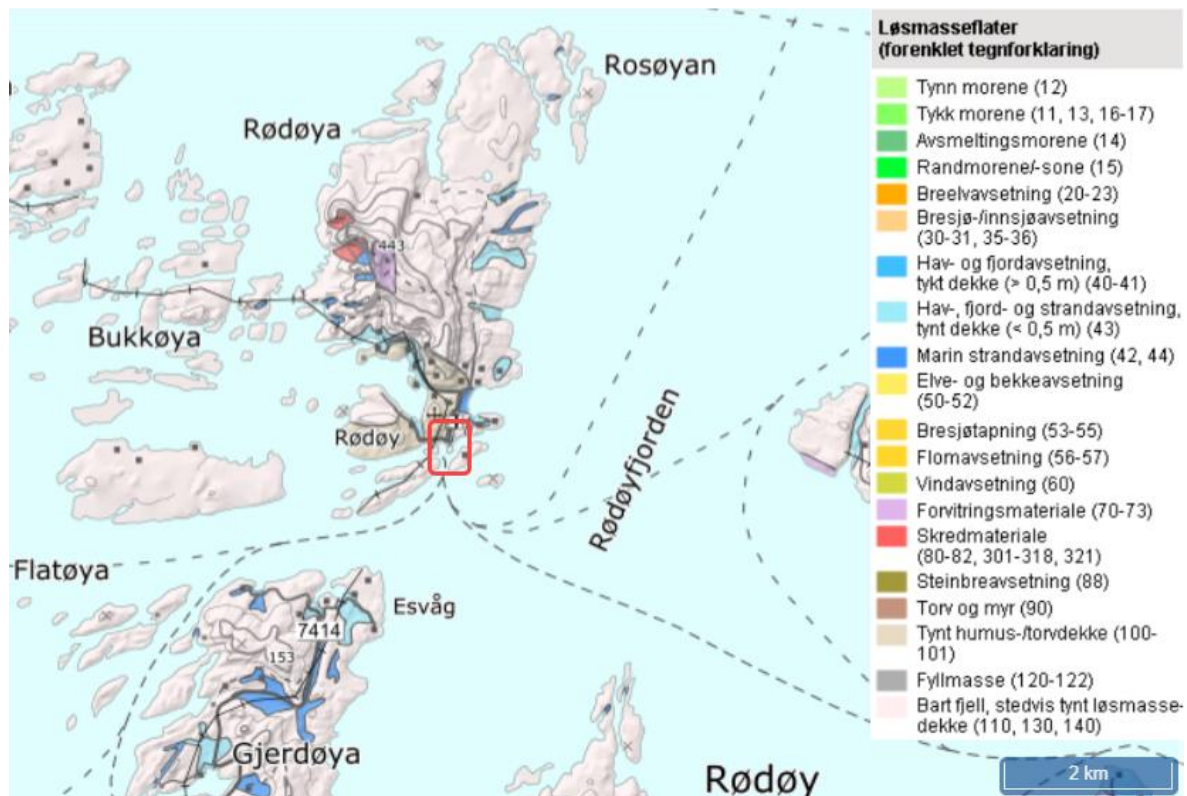 Rosøyan
Rødøya
443
Bukkøya
Rødøy
Rødøyfjorden
Flatøya
Esvåg
7414
153
Gjerdøya
Rødøy
Løsmasseflater
(forenklet tegnforklaring)
Tynn morene (12)
Tykk morene (11, 13, 16-17)
Avsmeltingsmorene (14)
Randmorene/-sone (15)
Breelvavsetning (20-23)
Bresjø-/innsjøavsetning
(30-31, 35-36)
Hav- og fjordavsetning,
tykt dekke (> 0,5 m) (40-41)
Hav-, fjord- og strandavsetning,
tynt dekke (< 0,5 m) (43)
Marin strandavsetning (42, 44)
Elve- og bekkeavsetning
(50-52)
Bresjøtapning (53-55)
Flomavsetning (56-57)
Vindavsetning (60)
Forvitringsmateriale (70-73)
Skredmateriale
(80-82, 301-318, 321)
Steinbreavsetning (88)
Torv og myr (90)
Tynt humus-/torvdekke (100-
101)
Fyllmasse (120-122)
Bart fjell, stedvis tynt løsmasse-
dekke (110, 130, 140)
2 km